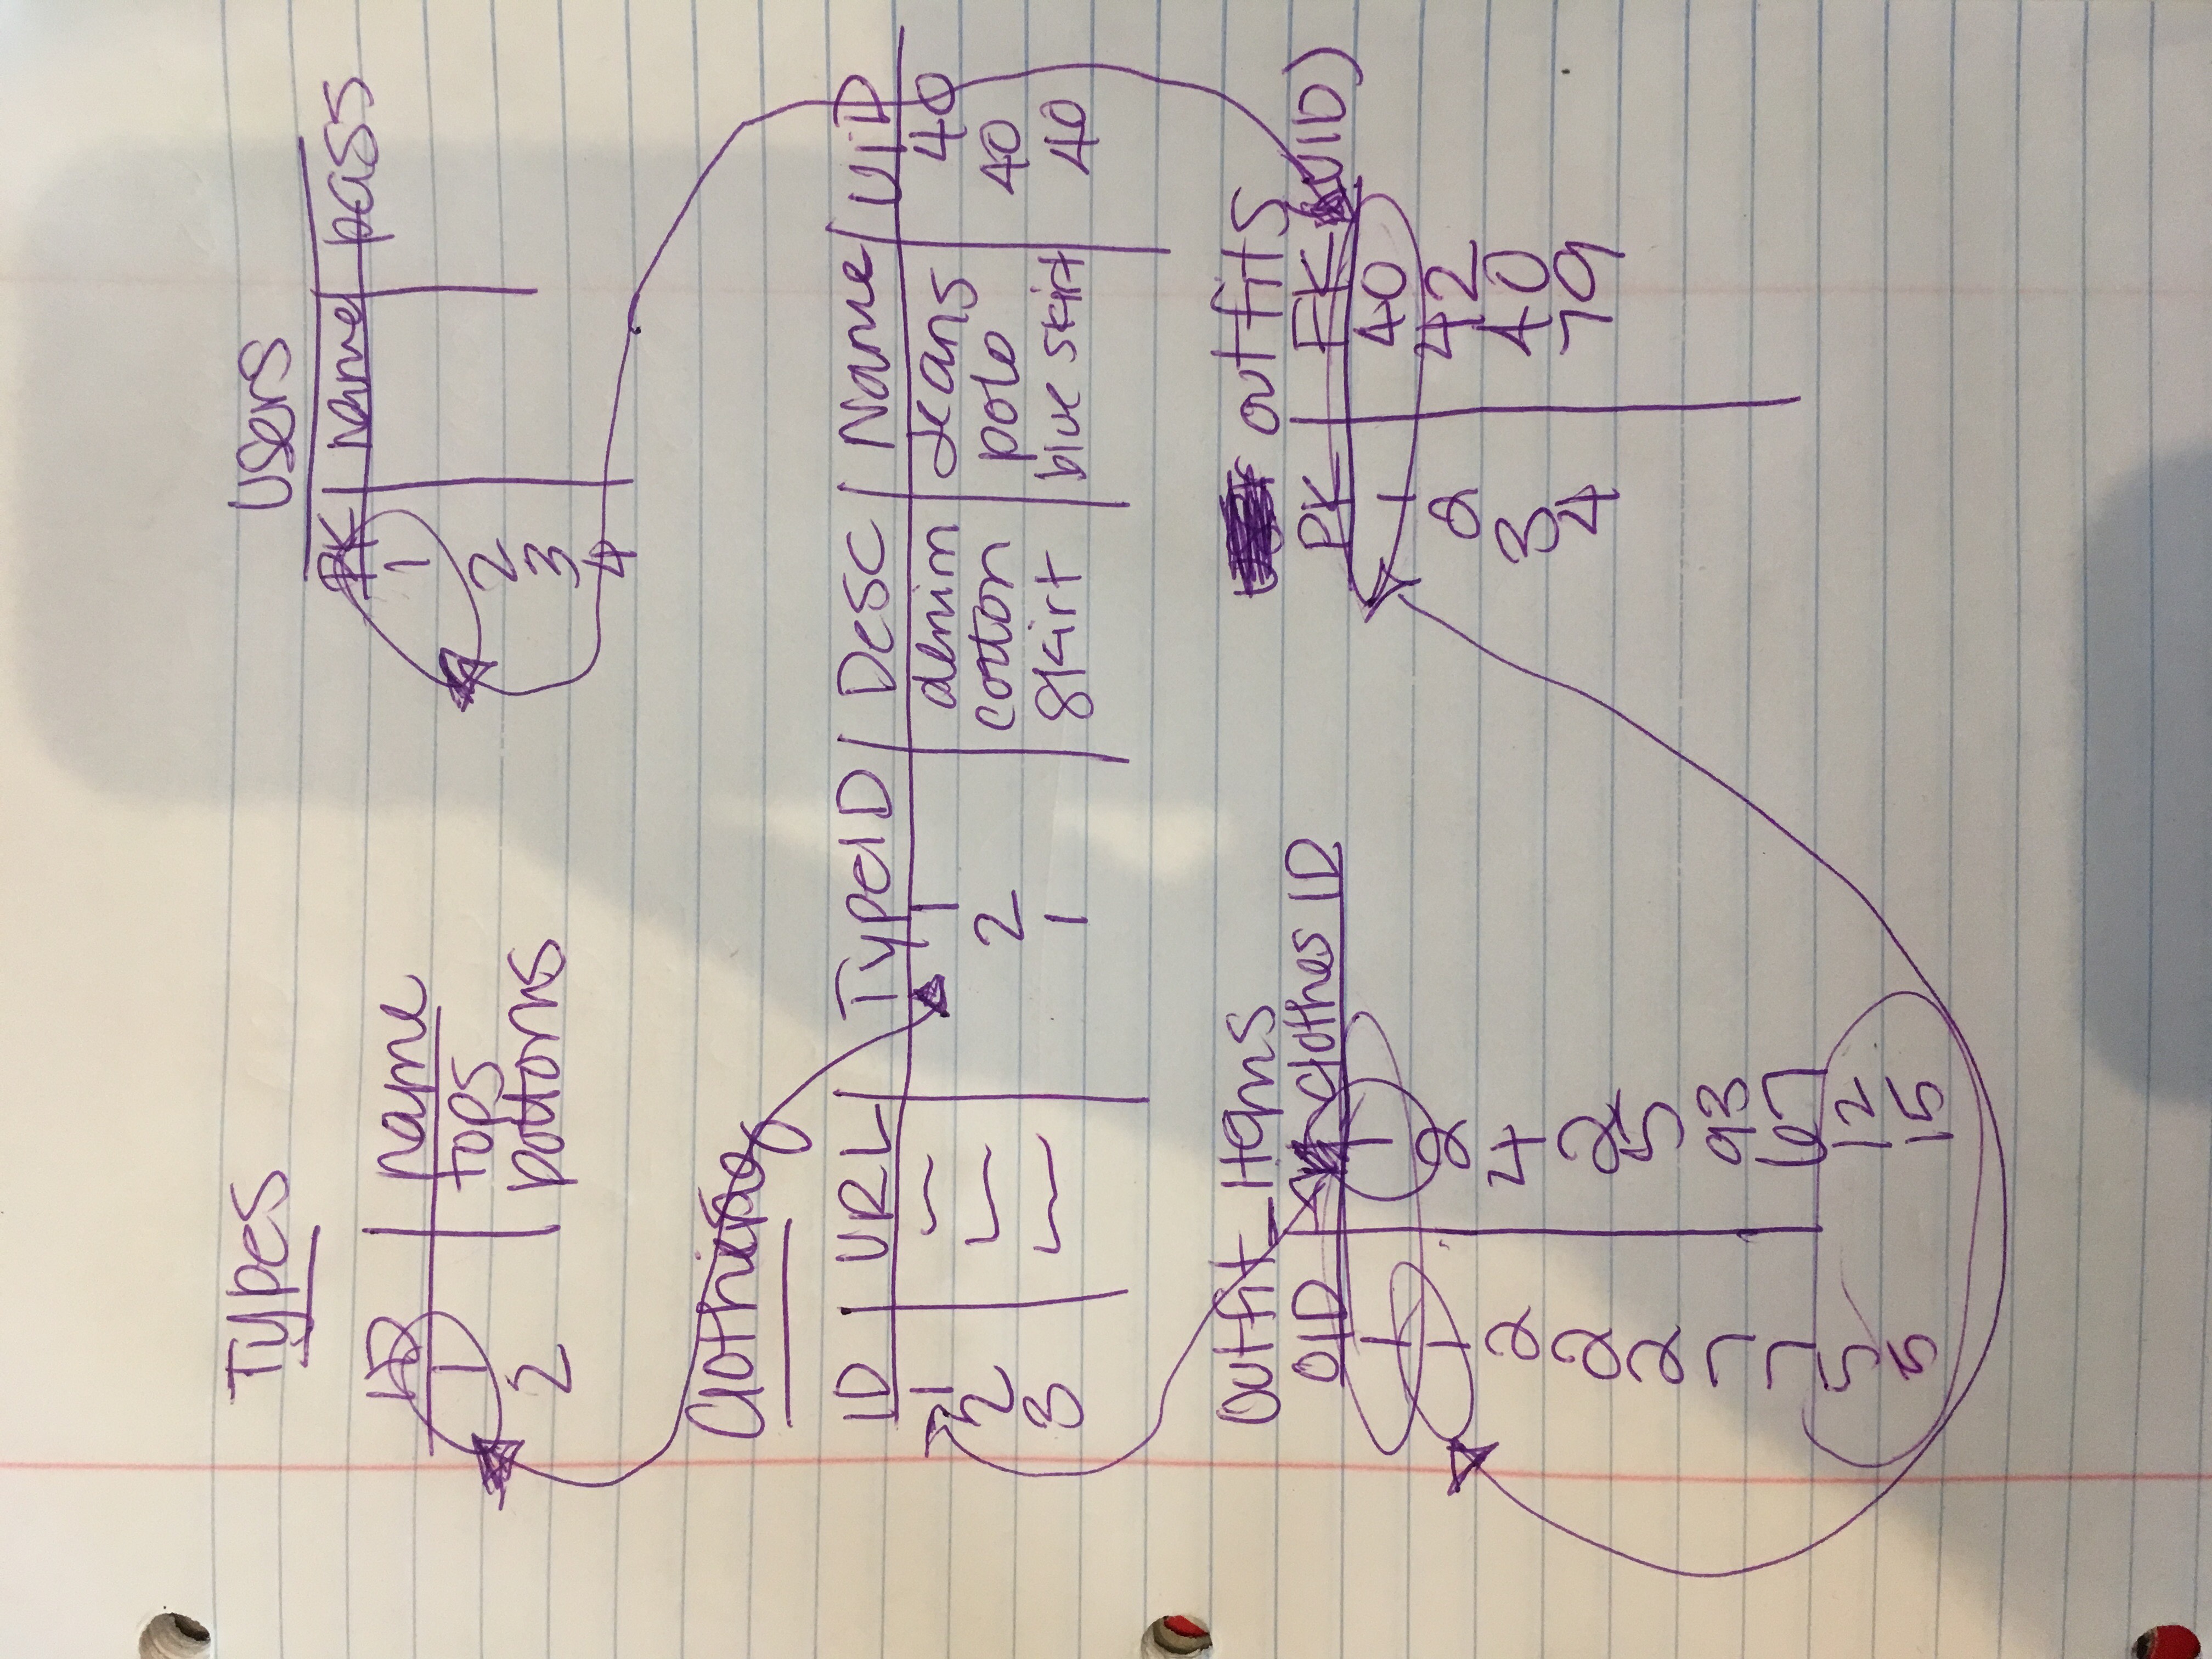 Types
ID name
1 tops
2 bottoms
Users
PK name pass
1
2
3
4
Clothing
ID URL TypeID Desc Name UiD
1 1 denim Jeans 40
2 2 cotton polo 40
3 1 skirt blue skirt 40
Outfit_Items
OID Clothes ID
1 1
1 2
2 4
2 2
2 5
7 93
7 67
5 12
5 15
outfits
PK FK (UID)
1 40
2 42
3 40
4 79